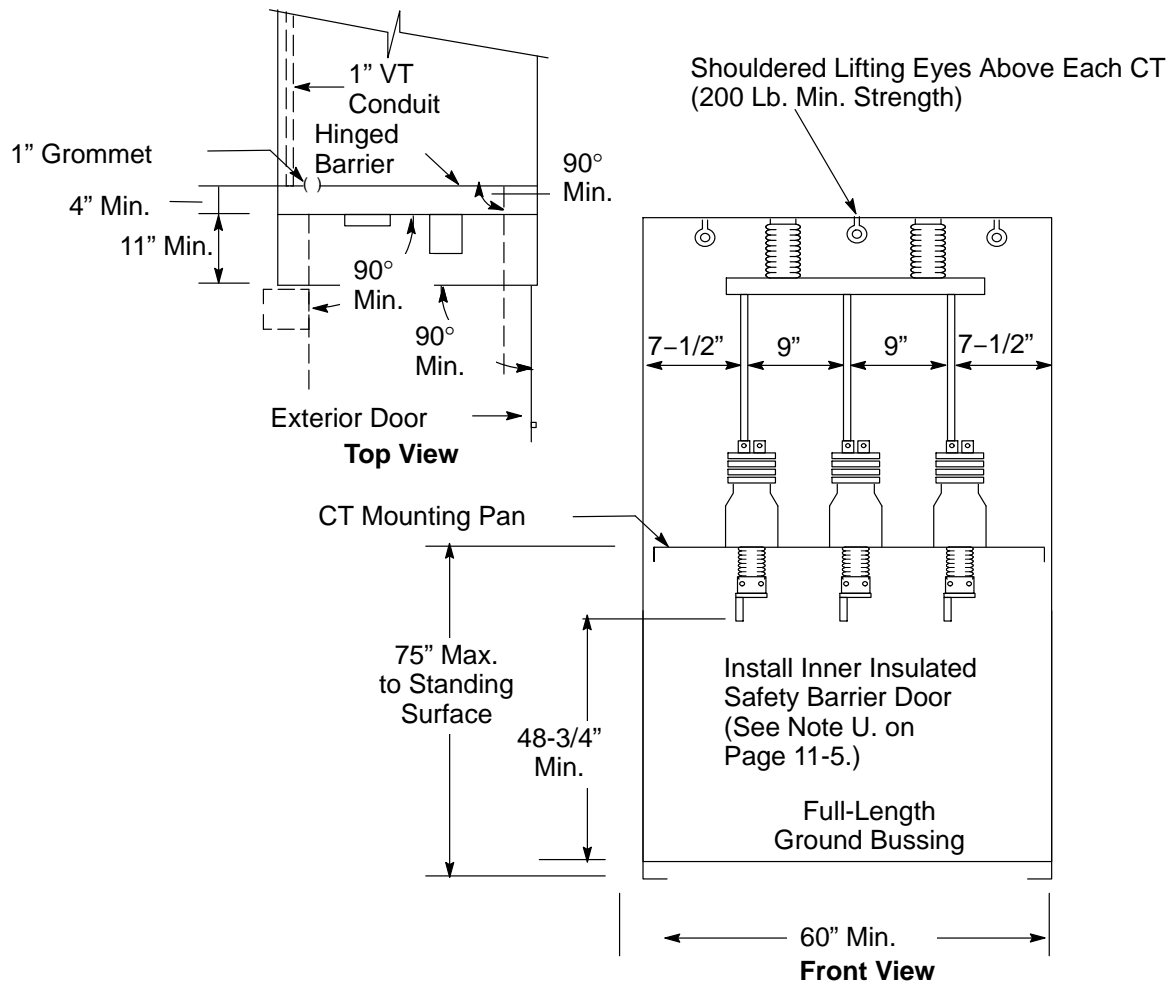 1” VT
Conduit
Hinged
Barrier
1” Grommet
4” Min.
11” Min.
90°
Min.
90°
Min.
90°
Min.
Exterior Door
Top View
Shouldered Lifting Eyes Above Each CT
(200 Lb. Min. Strength)
7–1/2” 9” 9” 7–1/2”
CT Mounting Pan
75” Max.
to Standing
Surface
48-3/4”
Min.
Install Inner Insulated
Safety Barrier Door
(See Note U. on
Page 11-5.)
Full-Length
Ground Bussing
60” Min.
Front View